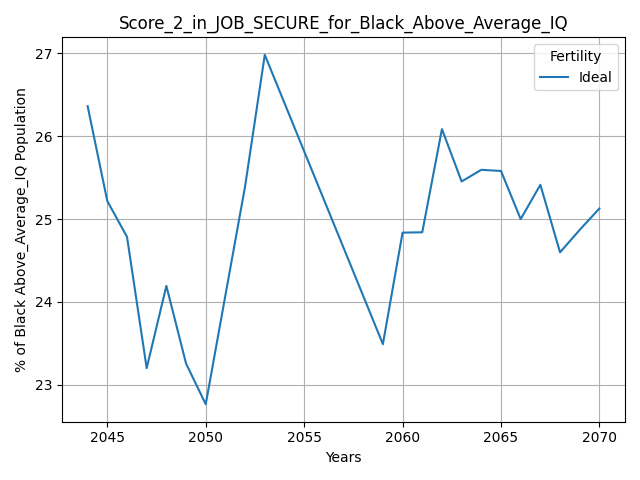 Score_2_in_JOB_SECURE_for_Black_Above_Average_IQ
Fertility
Ideal
% of Black Above_Average_IQ Population
27
26
25
24
23
2045 2050 2055 2060 2065 2070
Years